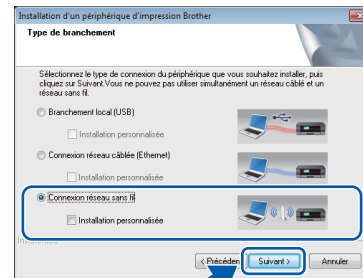 Installation d'un périphérique d'impression Brother
Type de branchement
Sélectionnez le type de connexion du périphérique que vous souhaitez installer, puis
cliquez sur Suivant.Vous ne pouvez pas utiliser simultanément un réseau câblé et un
réseau sans fil.
Branchement local (USB)
Installation personnalisée
Connexion réseau câblée (Ethernet)
Installation personnalisée
Connexion réseau sans fil
Installation personnalisée
< Précéden
Suivant >
Annuler